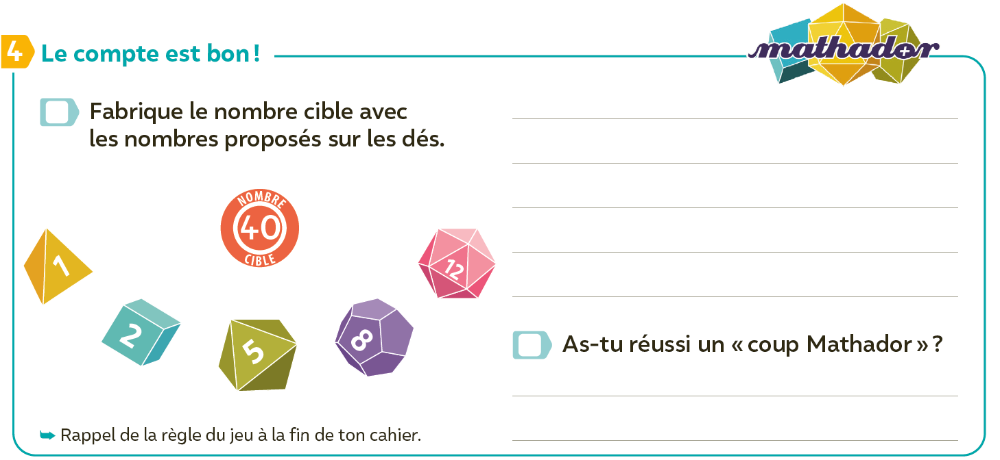 mathador
4 Le compte est bon !
Fabrique le nombre cible avec
les nombres proposés sur les dés.
NOMBRE
40
CIBLE
1
2
5
8
12
Rappel de la règle du jeu à la fin de ton cahier.
As-tu réussi un « coup Mathador » ?